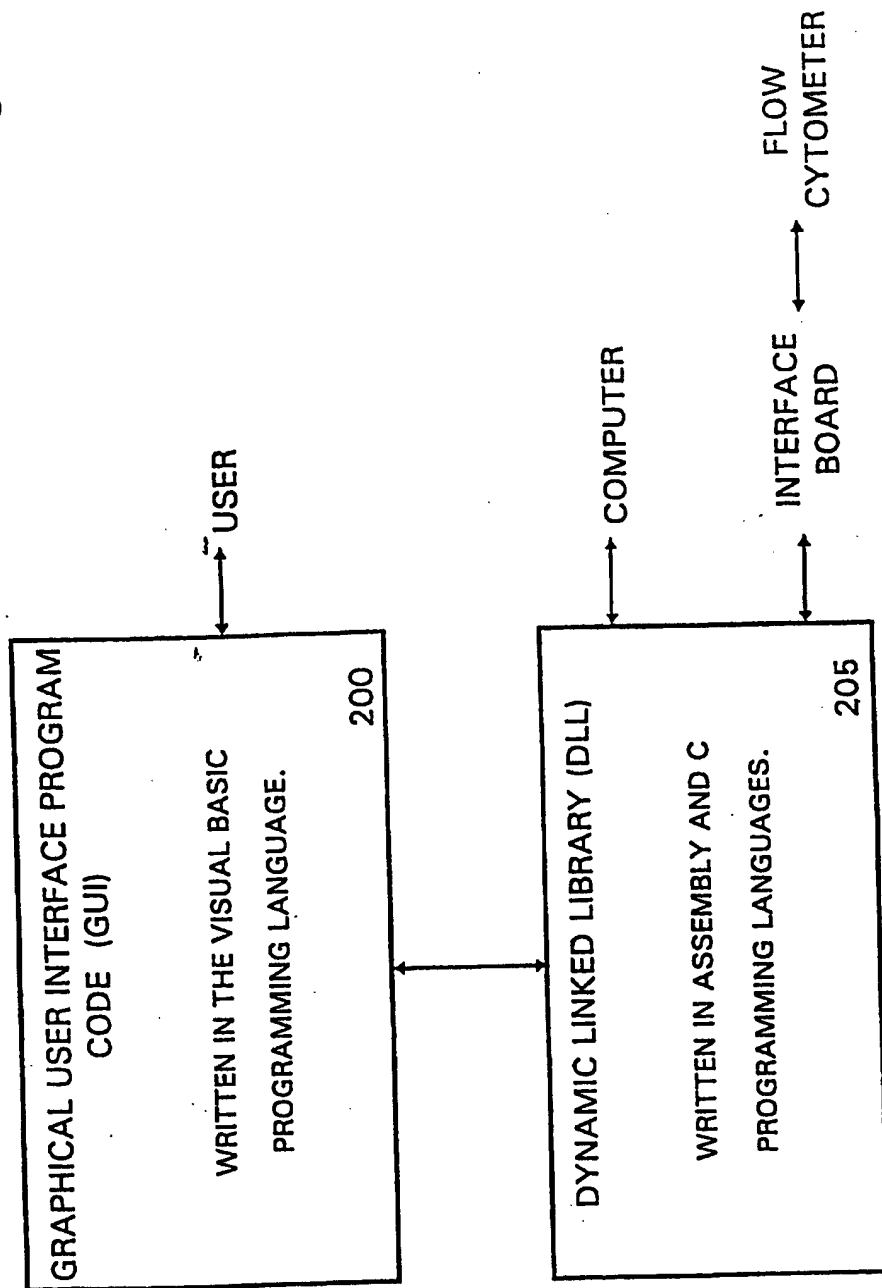 GRAPHICAL USER INTERFACE PROGRAM
CODE (GUI)
WRITTEN IN THE VISUAL BASIC
PROGRAMMING LANGUAGE.
200
USER
DYNAMIC LINKED LIBRARY (DLL)
WRITTEN IN ASSEMBLY AND C
PROGRAMMING LANGUAGES.
205
COMPUTER
INTERFACE
BOARD
FLOW
CYTOMETER